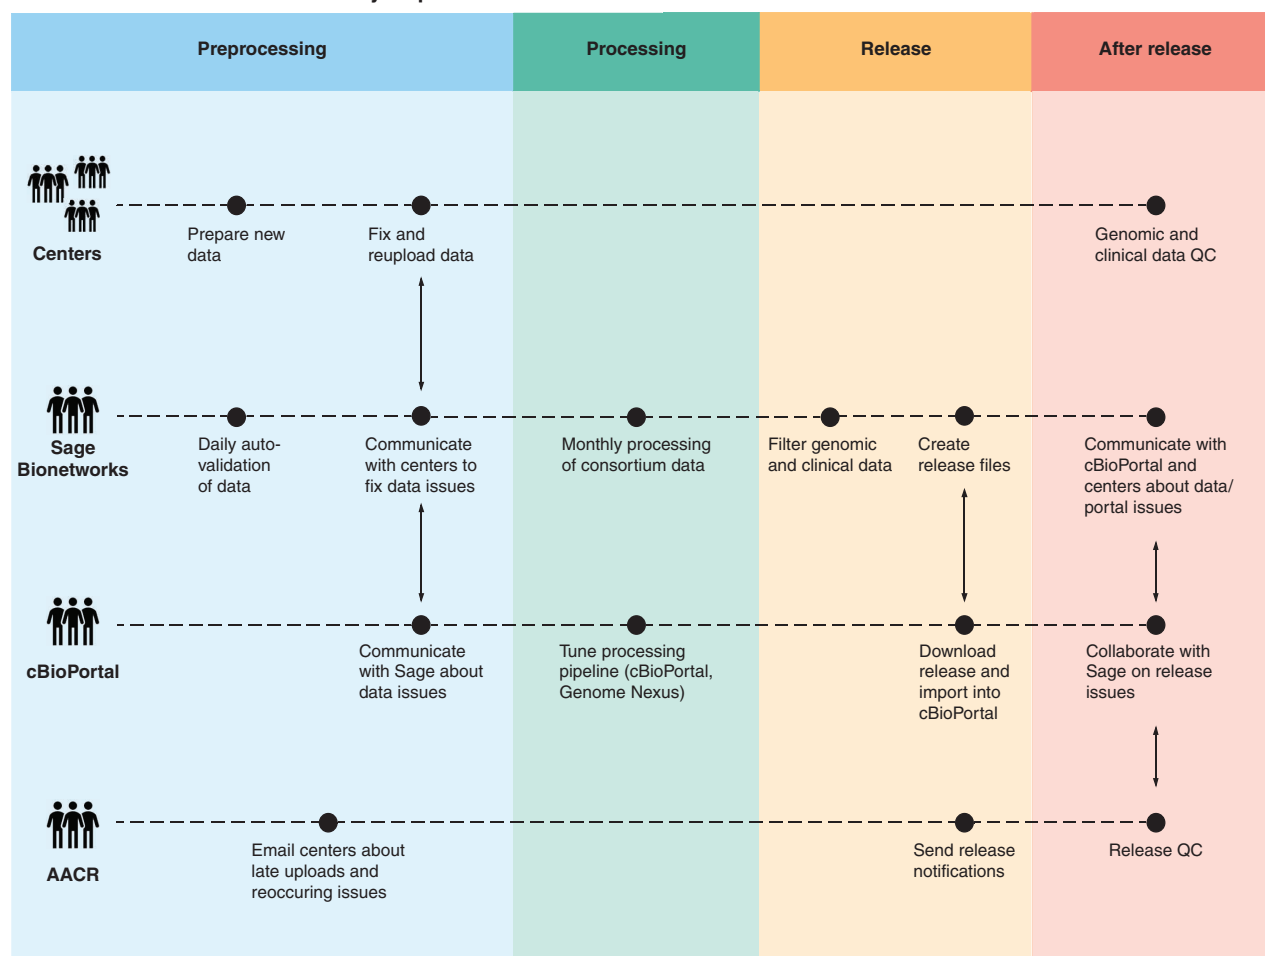 Preprocessing
Processing
Release
After release
Centers
Prepare new
data
Fix and
reupload data
Genomic and
clinical data QC
Sage
Bionetworks
Daily auto-
validation
of data
Communicate
with centers to
fix data issues
Monthly processing
of consortium data
Filter genomic
and clinical data
Create
release files
Communicate with
cBioPortal and
centers about data/
portal issues
cBioPortal
Communicate
with Sage about
data issues
Tune processing
pipeline (cBioPortal,
Genome Nexus)
Download
release and
import into
cBioPortal
Collaborate with
Sage on release
issues
AACR
Email centers about
late uploads and
reoccuring issues
Send release
notifications
Release QC